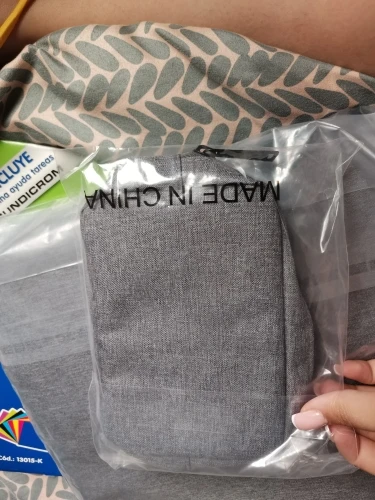 MADE IN CHINA
CLUYE
na ayuda tareas
UNDICROM
Cód.: 13015-K